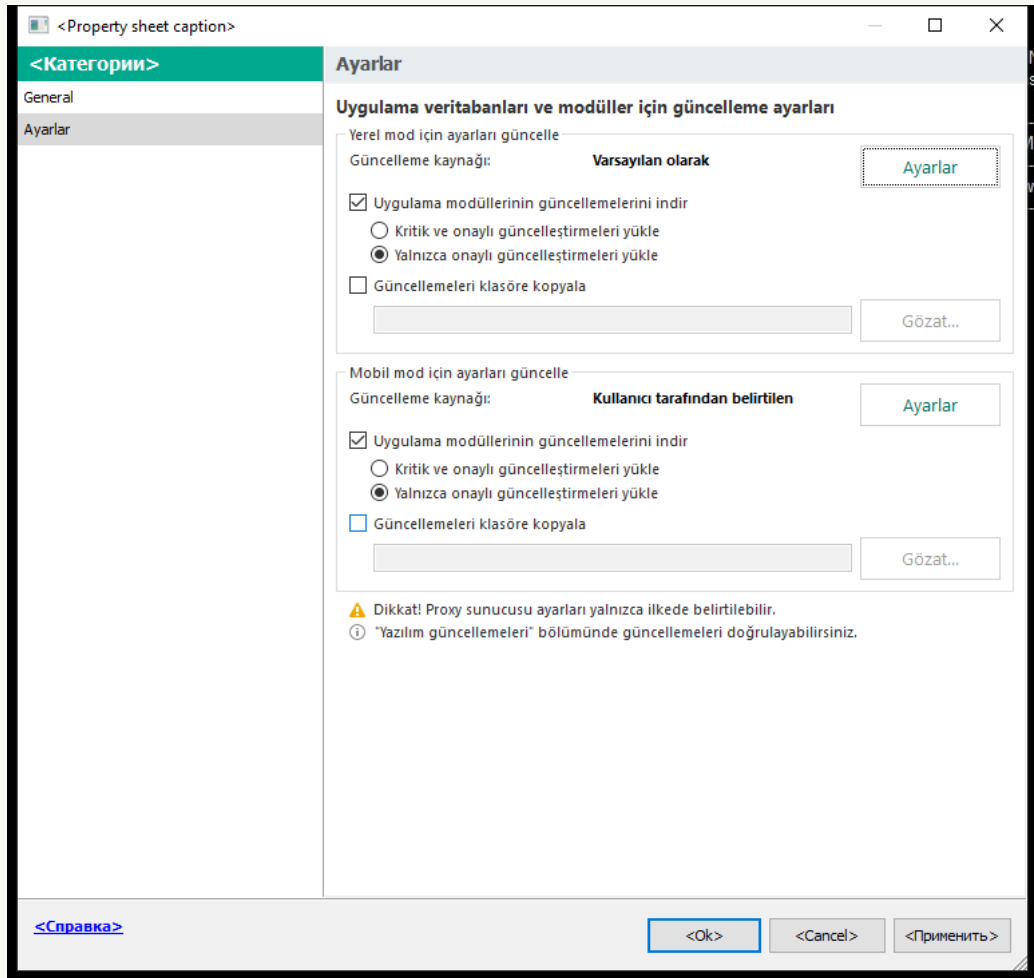 <Property sheet caption>
<Категории>
General
Ayarlar
Ayarlar
Uygulama veritabanları ve modüller için güncelleme ayarları
Yerel mod için ayarları güncelle
Güncelleme kaynağı: Varsayılan olarak
Ayarlar
Uygulama modüllerinin güncellemelerini indir
Kritik ve onaylı güncelleştirmeleri yükle
Yalnızca onaylı güncelleştirmeleri yükle
Güncellemeleri klasöre kopyala
Gözat...
Mobil mod için ayarları güncelle
Güncelleme kaynağı: Kullanıcı tarafından belirtilen
Ayarlar
Uygulama modüllerinin güncellemelerini indir
Kritik ve onaylı güncelleştirmeleri yükle
Yalnızca onaylı güncelleştirmeleri yükle
Güncellemeleri klasöre kopyala
Gözat...
Dikkat! Proxy sunucusu ayarları yalnızca ilkede belirtilebilir.
"Yazılım güncellemeleri" bölümünde güncellemeleri doğrulayabilirsiniz.
<Справка>
<Ok> <Cancel> <Применить>